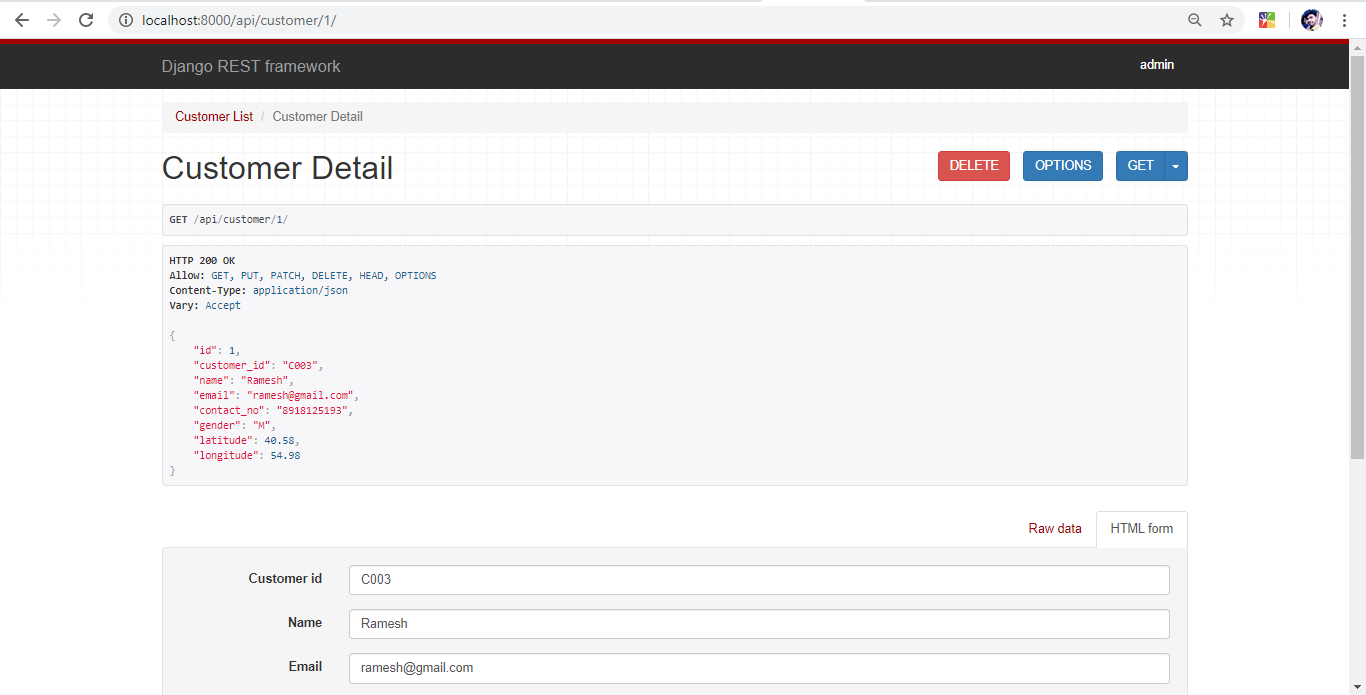 localhost:8000/api/customer/1/
Django REST framework
admin
Customer List / Customer Detail
Customer Detail
DELETE
OPTIONS
GET
GET /api/customer/1/
HTTP 200 OK
Allow: GET, PUT, PATCH, DELETE, HEAD, OPTIONS
Content-Type: application/json
Vary: Accept
{
    "id": 1,
    "customer_id": "C003",
    "name": "Ramesh",
    "email": "ramesh@gmail.com",
    "contact_no": "8918125193",
    "gender": "M",
    "latitude": 40.58,
    "longitude": 54.98
}
Raw data
HTML form
Customer id
C003
Name
Ramesh
Email
ramesh@gmail.com